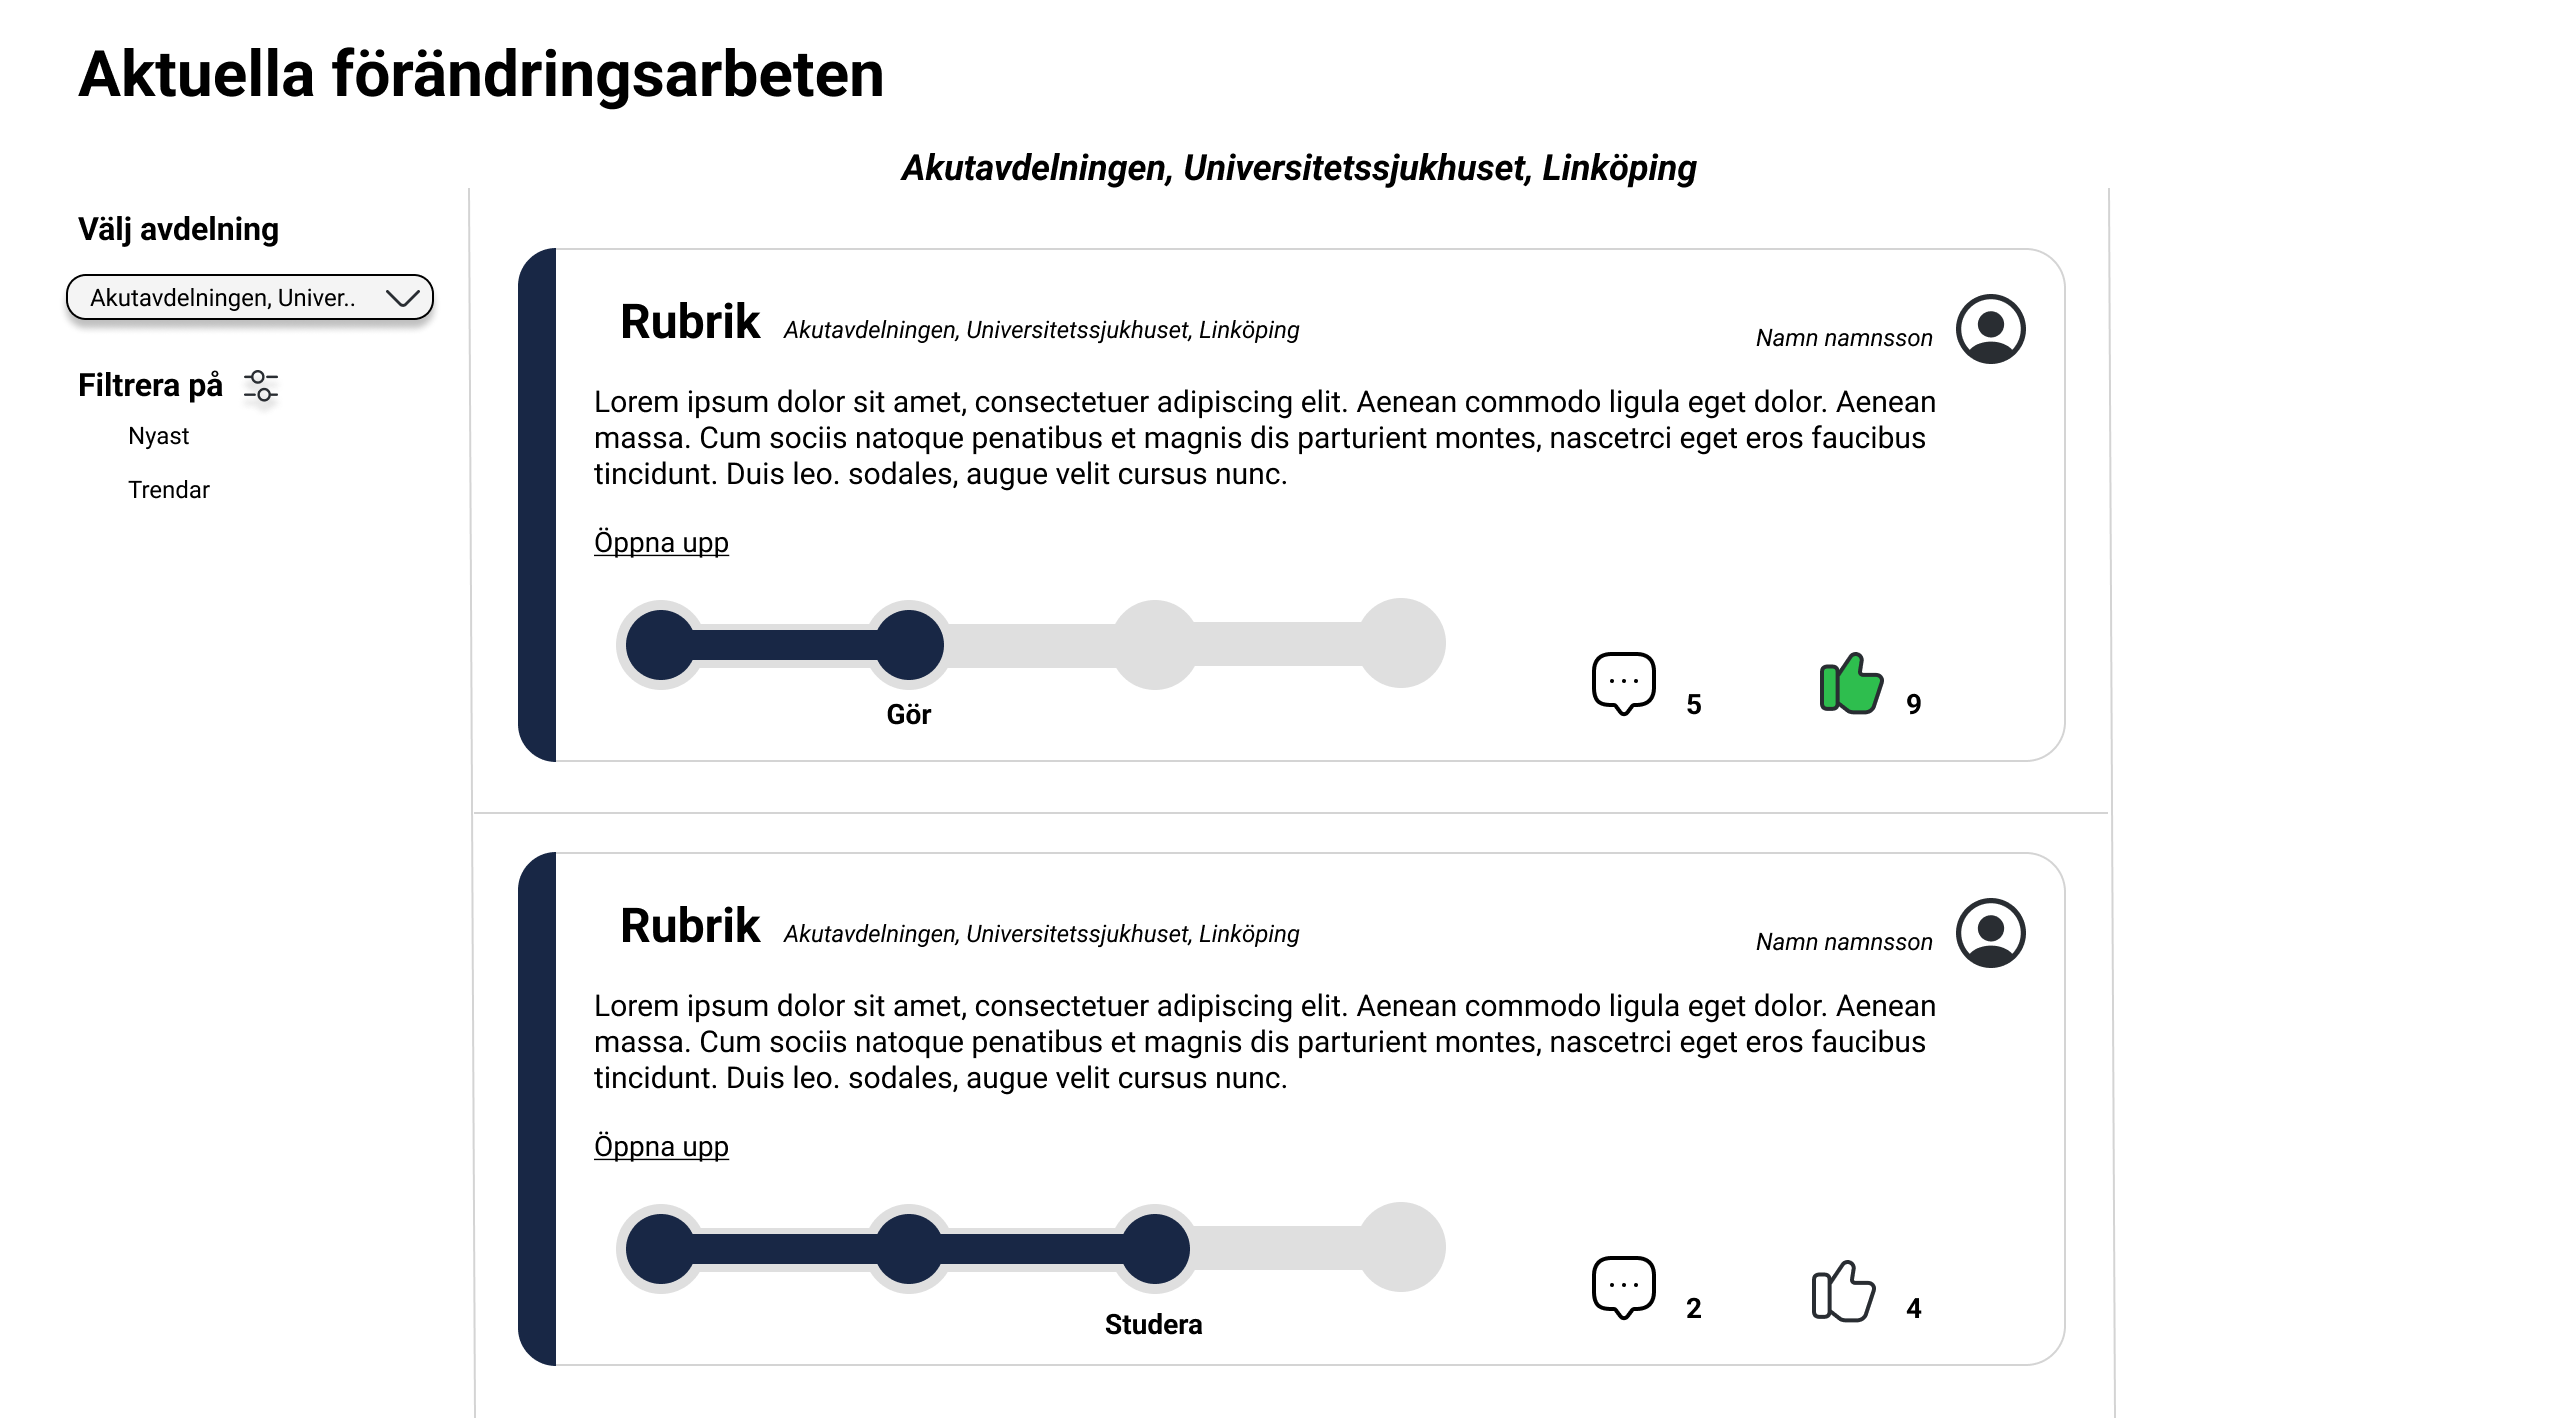 Aktuella förändringsarbeten
Akutavdelningen, Universitetssjukhuset, Linköping
Välj avdelning
Akutavdelningen, Univer..
Filtrera på
Nyast
Trendar
Rubrik Akutavdelningen, Universitetssjukhuset, Linköping
Namn namnsson
Lorem ipsum dolor sit amet, consectetuer adipiscing elit. Aenean commodo ligula eget dolor. Aenean
massa. Cum sociis natoque penatibus et magnis dis parturient montes, nascetrci eget eros faucibus
tincidunt. Duis leo. sodales, augue velit cursus nunc.
Öppna upp
Gör
5
9
Rubrik Akutavdelningen, Universitetssjukhuset, Linköping
Namn namnsson
Lorem ipsum dolor sit amet, consectetuer adipiscing elit. Aenean commodo ligula eget dolor. Aenean
massa. Cum sociis natoque penatibus et magnis dis parturient montes, nascetrci eget eros faucibus
tincidunt. Duis leo. sodales, augue velit cursus nunc.
Öppna upp
Studera
2
4